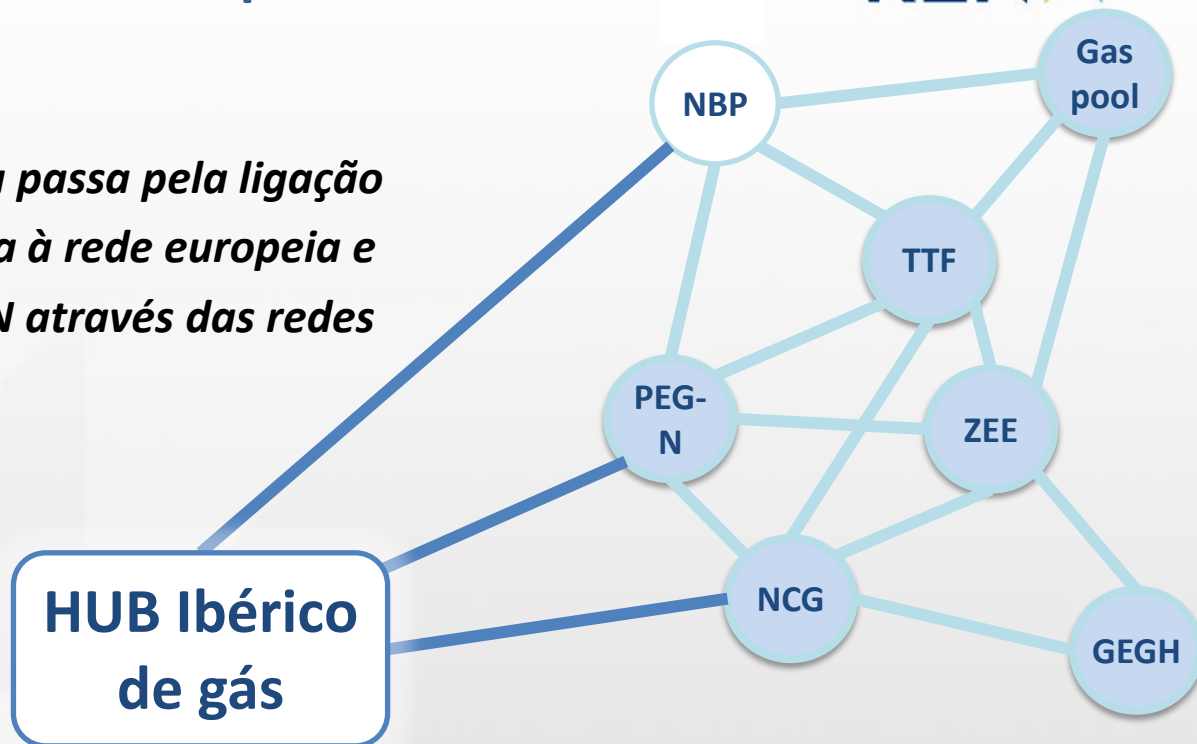 NBP
Gas
pool
passa pela ligação
à rede europeia e
através das redes
TTF
PEG-
N
ZEE
HUB Ibérico
de gás
NCG
GEGH